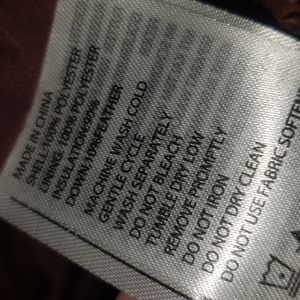 MADE IN CHINA
SHELL:100% POLYESTER
LINING: 100% POLYESTER
INSULATION:90%
DOWN:10%FEATHER
MACHINE WASH COLD
GENTLE CYCLE
WASH SEPARATELY
DO NOT BLEACH
TUMBLE DRY LOW
REMOVE PROMPTLY
DO NOT IRON
DO NOT DRY CLEAN
DO NOT USE FABRIC